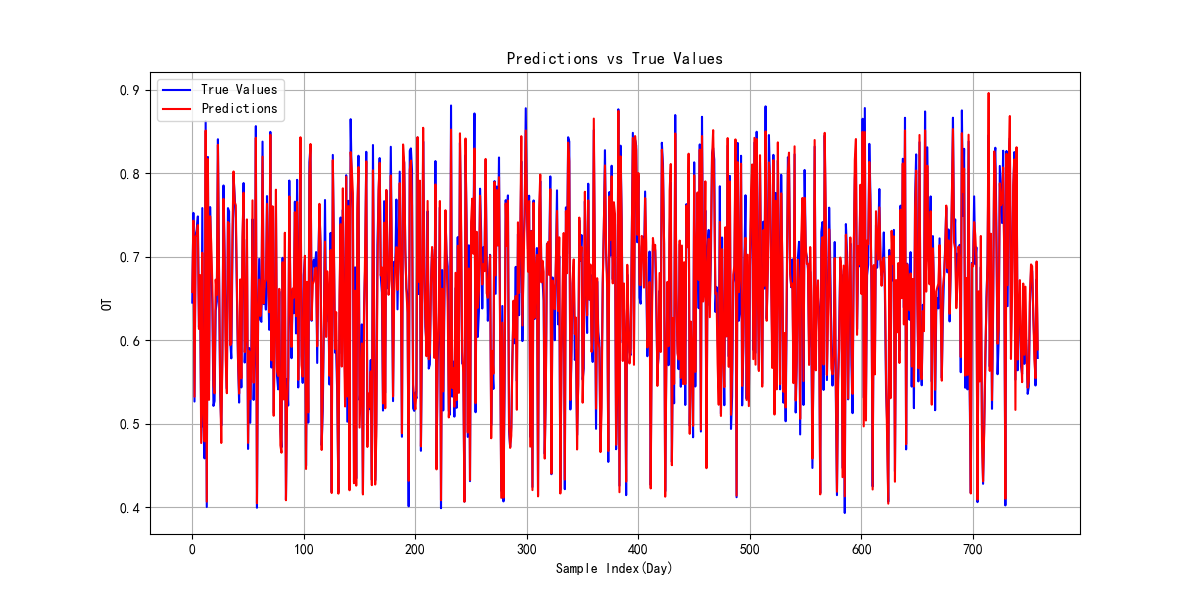 Predictions vs True Values
True Values
Predictions
OT
0.9
0.8
0.7
0.6
0.5
0.4
0 100 200 300 400 500 600 700
Sample Index(Day)